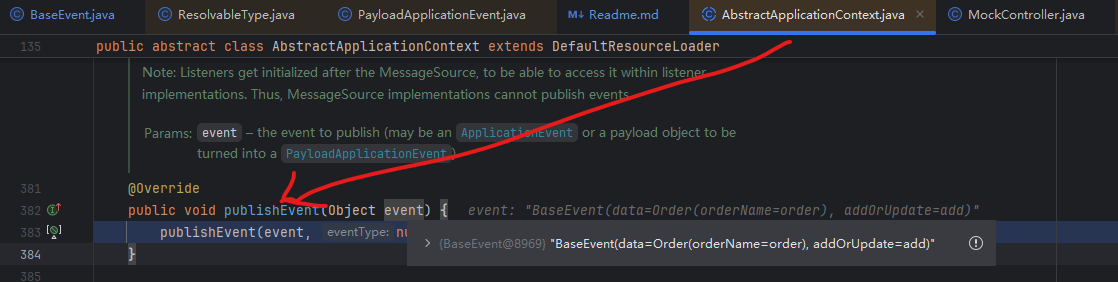 BaseEvent.java ResolvableType.java PayloadApplicationEvent.java M↓ Readme.md AbstractApplicationContext.java × MockController.java
135 public abstract class AbstractApplicationContext extends DefaultResourceLoader
Note: Listeners get initialized after the MessageSource, to be able to access it within listener
implementations. Thus, MessageSource implementations cannot publish events.
Params: event – the event to publish (may be an ApplicationEvent or a payload object to be
turned into a PayloadApplicationEvent)
381 @Override
382 public void publishEvent(Object event) { event: "BaseEvent(data=Order(orderName=order), addOrUpdate=add)"
383 publishEvent(event, eventType: nu
{BaseEvent@8969} "BaseEvent(data=Order(orderName=order), addOrUpdate=add)"
384 }
385